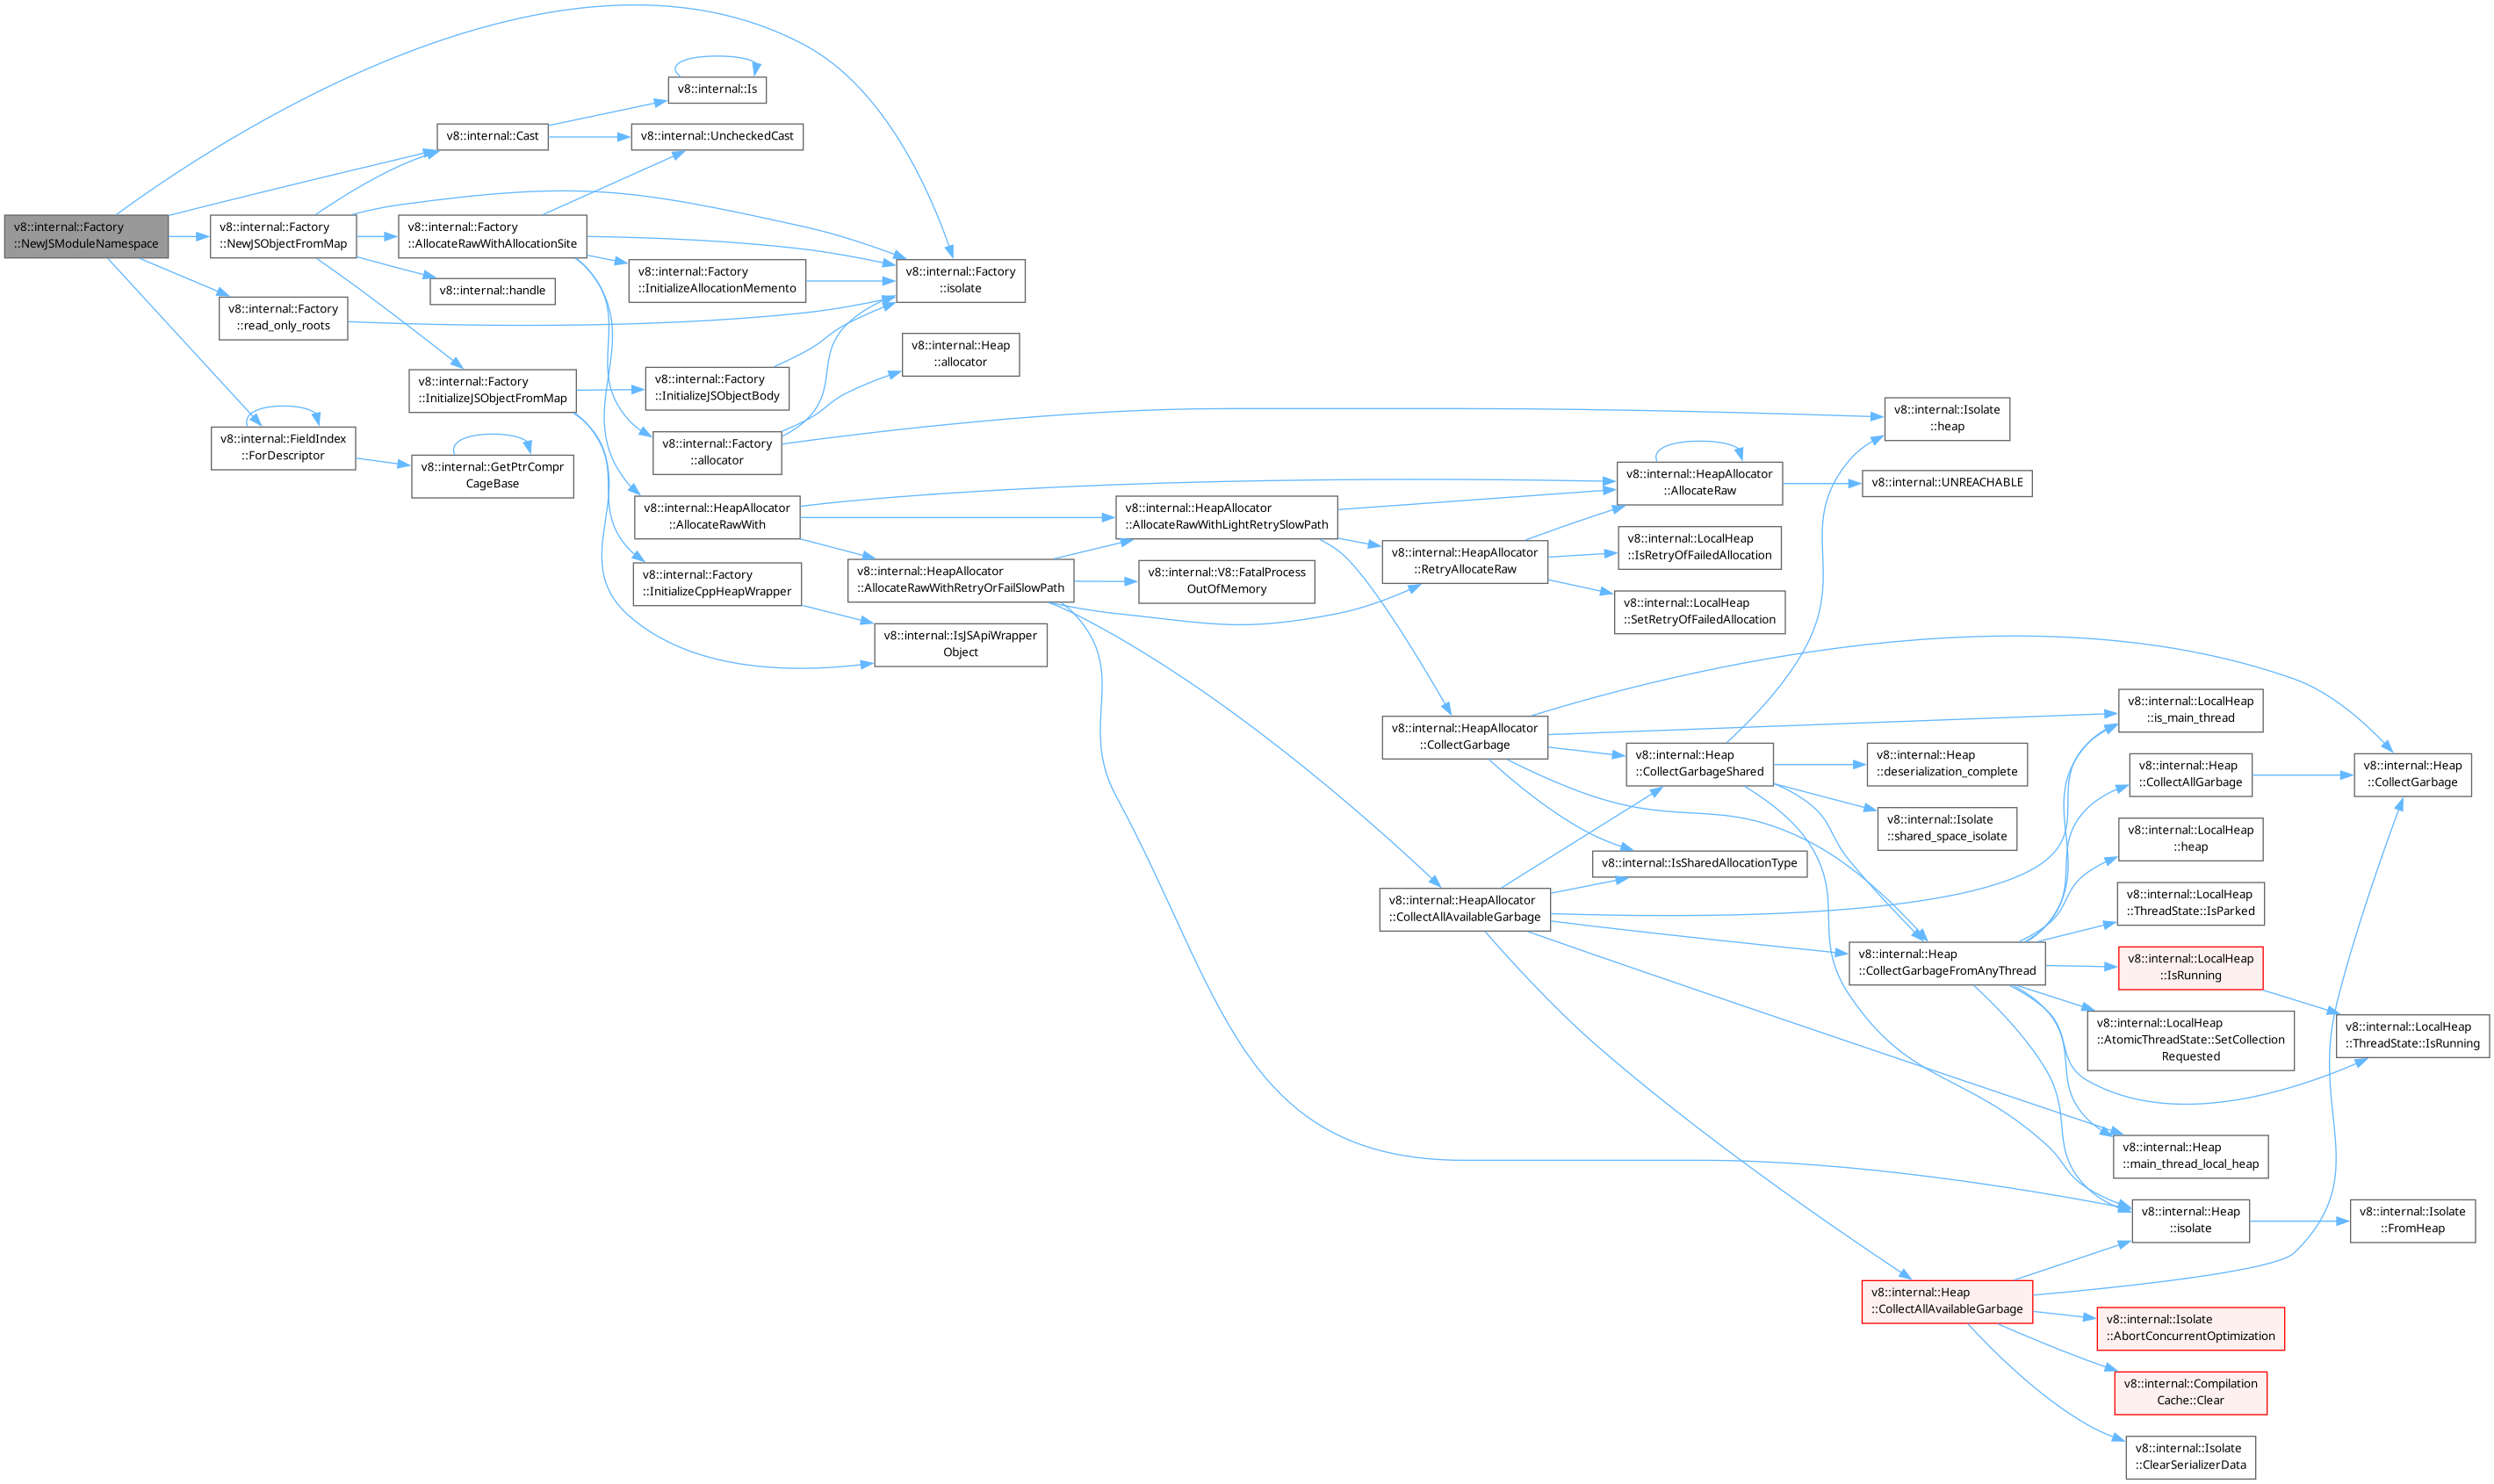 v8::internal::Factory
::NewJSModuleNamespace
v8::internal::Factory
::NewJSObjectFromMap
v8::internal::Factory
::read_only_roots
v8::internal::FieldIndex
::ForDescriptor
v8::internal::Cast
v8::internal::Factory
::AllocateRawWithAllocationSite
v8::internal::handle
v8::internal::Factory
::InitializeJSObjectFromMap
v8::internal::GetPtrCompr
CageBase
v8::internal::Is
v8::internal::UncheckedCast
v8::internal::Factory
::InitializeAllocationMemento
v8::internal::Factory
::InitializeJSObjectBody
v8::internal::Factory
::allocator
v8::internal::HeapAllocator
::AllocateRawWith
v8::internal::Factory
::InitializeCppHeapWrapper
v8::internal::Factory
::isolate
v8::internal::Heap
::allocator
v8::internal::HeapAllocator
::AllocateRawWithRetryOrFailSlowPath
v8::internal::IsJSApiWrapper
Object
v8::internal::HeapAllocator
::AllocateRawWithLightRetrySlowPath
v8::internal::V8::FatalProcess
OutOfMemory
v8::internal::HeapAllocator
::RetryAllocateRaw
v8::internal::HeapAllocator
::CollectGarbage
v8::internal::HeapAllocator
::CollectAllAvailableGarbage
v8::internal::HeapAllocator
::AllocateRaw
v8::internal::LocalHeap
::IsRetryOfFailedAllocation
v8::internal::LocalHeap
::SetRetryOfFailedAllocation
v8::internal::Heap
::CollectGarbageShared
v8::internal::IsSharedAllocationType
v8::internal::Isolate
::heap
v8::internal::UNREACHABLE
v8::internal::Heap
::deserialization_complete
v8::internal::Isolate
::shared_space_isolate
v8::internal::Heap
::CollectGarbageFromAnyThread
v8::internal::Heap
::CollectAllAvailableGarbage
v8::internal::LocalHeap
::is_main_thread
v8::internal::Heap
::CollectAllGarbage
v8::internal::LocalHeap
::heap
v8::internal::LocalHeap
::ThreadState::IsParked
v8::internal::LocalHeap
::IsRunning
v8::internal::LocalHeap
::AtomicThreadState::SetCollection
Requested
v8::internal::Heap
::main_thread_local_heap
v8::internal::Heap
::isolate
v8::internal::Isolate
::AbortConcurrentOptimization
v8::internal::Compilation
Cache::Clear
v8::internal::Isolate
::ClearSerializerData
v8::internal::Heap
::CollectGarbage
v8::internal::LocalHeap
::ThreadState::IsRunning
v8::internal::Isolate
::FromHeap